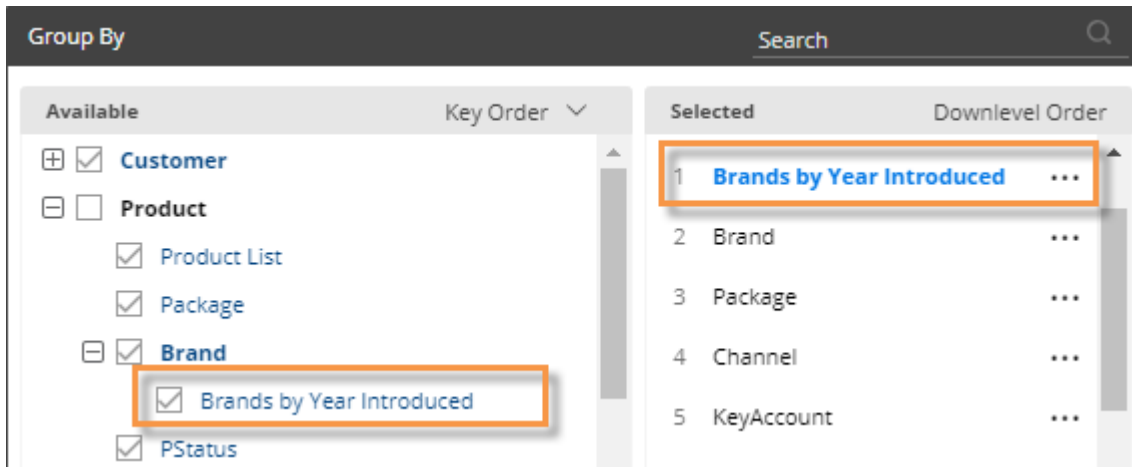 Group By
Search
Available
Key Order
Customer
Product
Product List
Package
Brand
Brands by Year Introduced
PStatus
Selected
Downlevel Order
1 Brands by Year Introduced
2 Brand
3 Package
4 Channel
5 KeyAccount